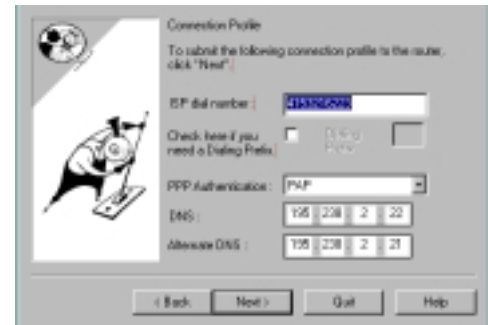 Connection Profile
To submit the following connection profile to the router,
click "Next".
ISP dial number :
Check here if you
need a Dialing Prefix.
Dialing
Prefix
PPP Authentication : PAP
DNS : 195 . 238 . 2 . 22
Alternate DNS : 195 . 238 . 2 . 21
< Back Next > Quit Help